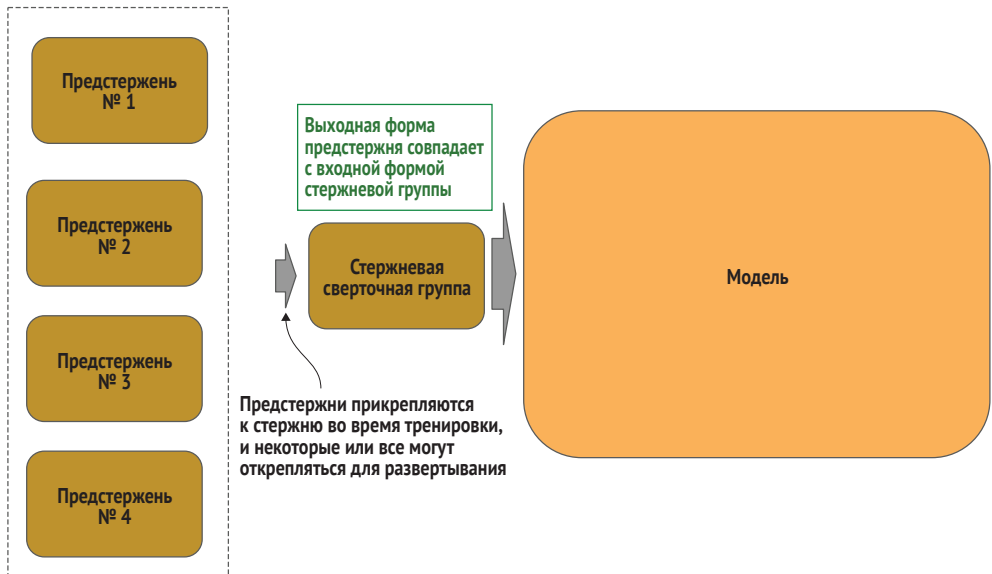 Предстержень
№ 1
Предстержень
№ 2
Предстержень
№ 3
Предстержень
№ 4
Выходная форма
предстержня совпадает
с входной формой
стержневой группы
Стержневая
сверточная группа
Предстержни прикрепляются
к стержню во время тренировки,
и некоторые или все могут
открепляться для развертывания
Модель